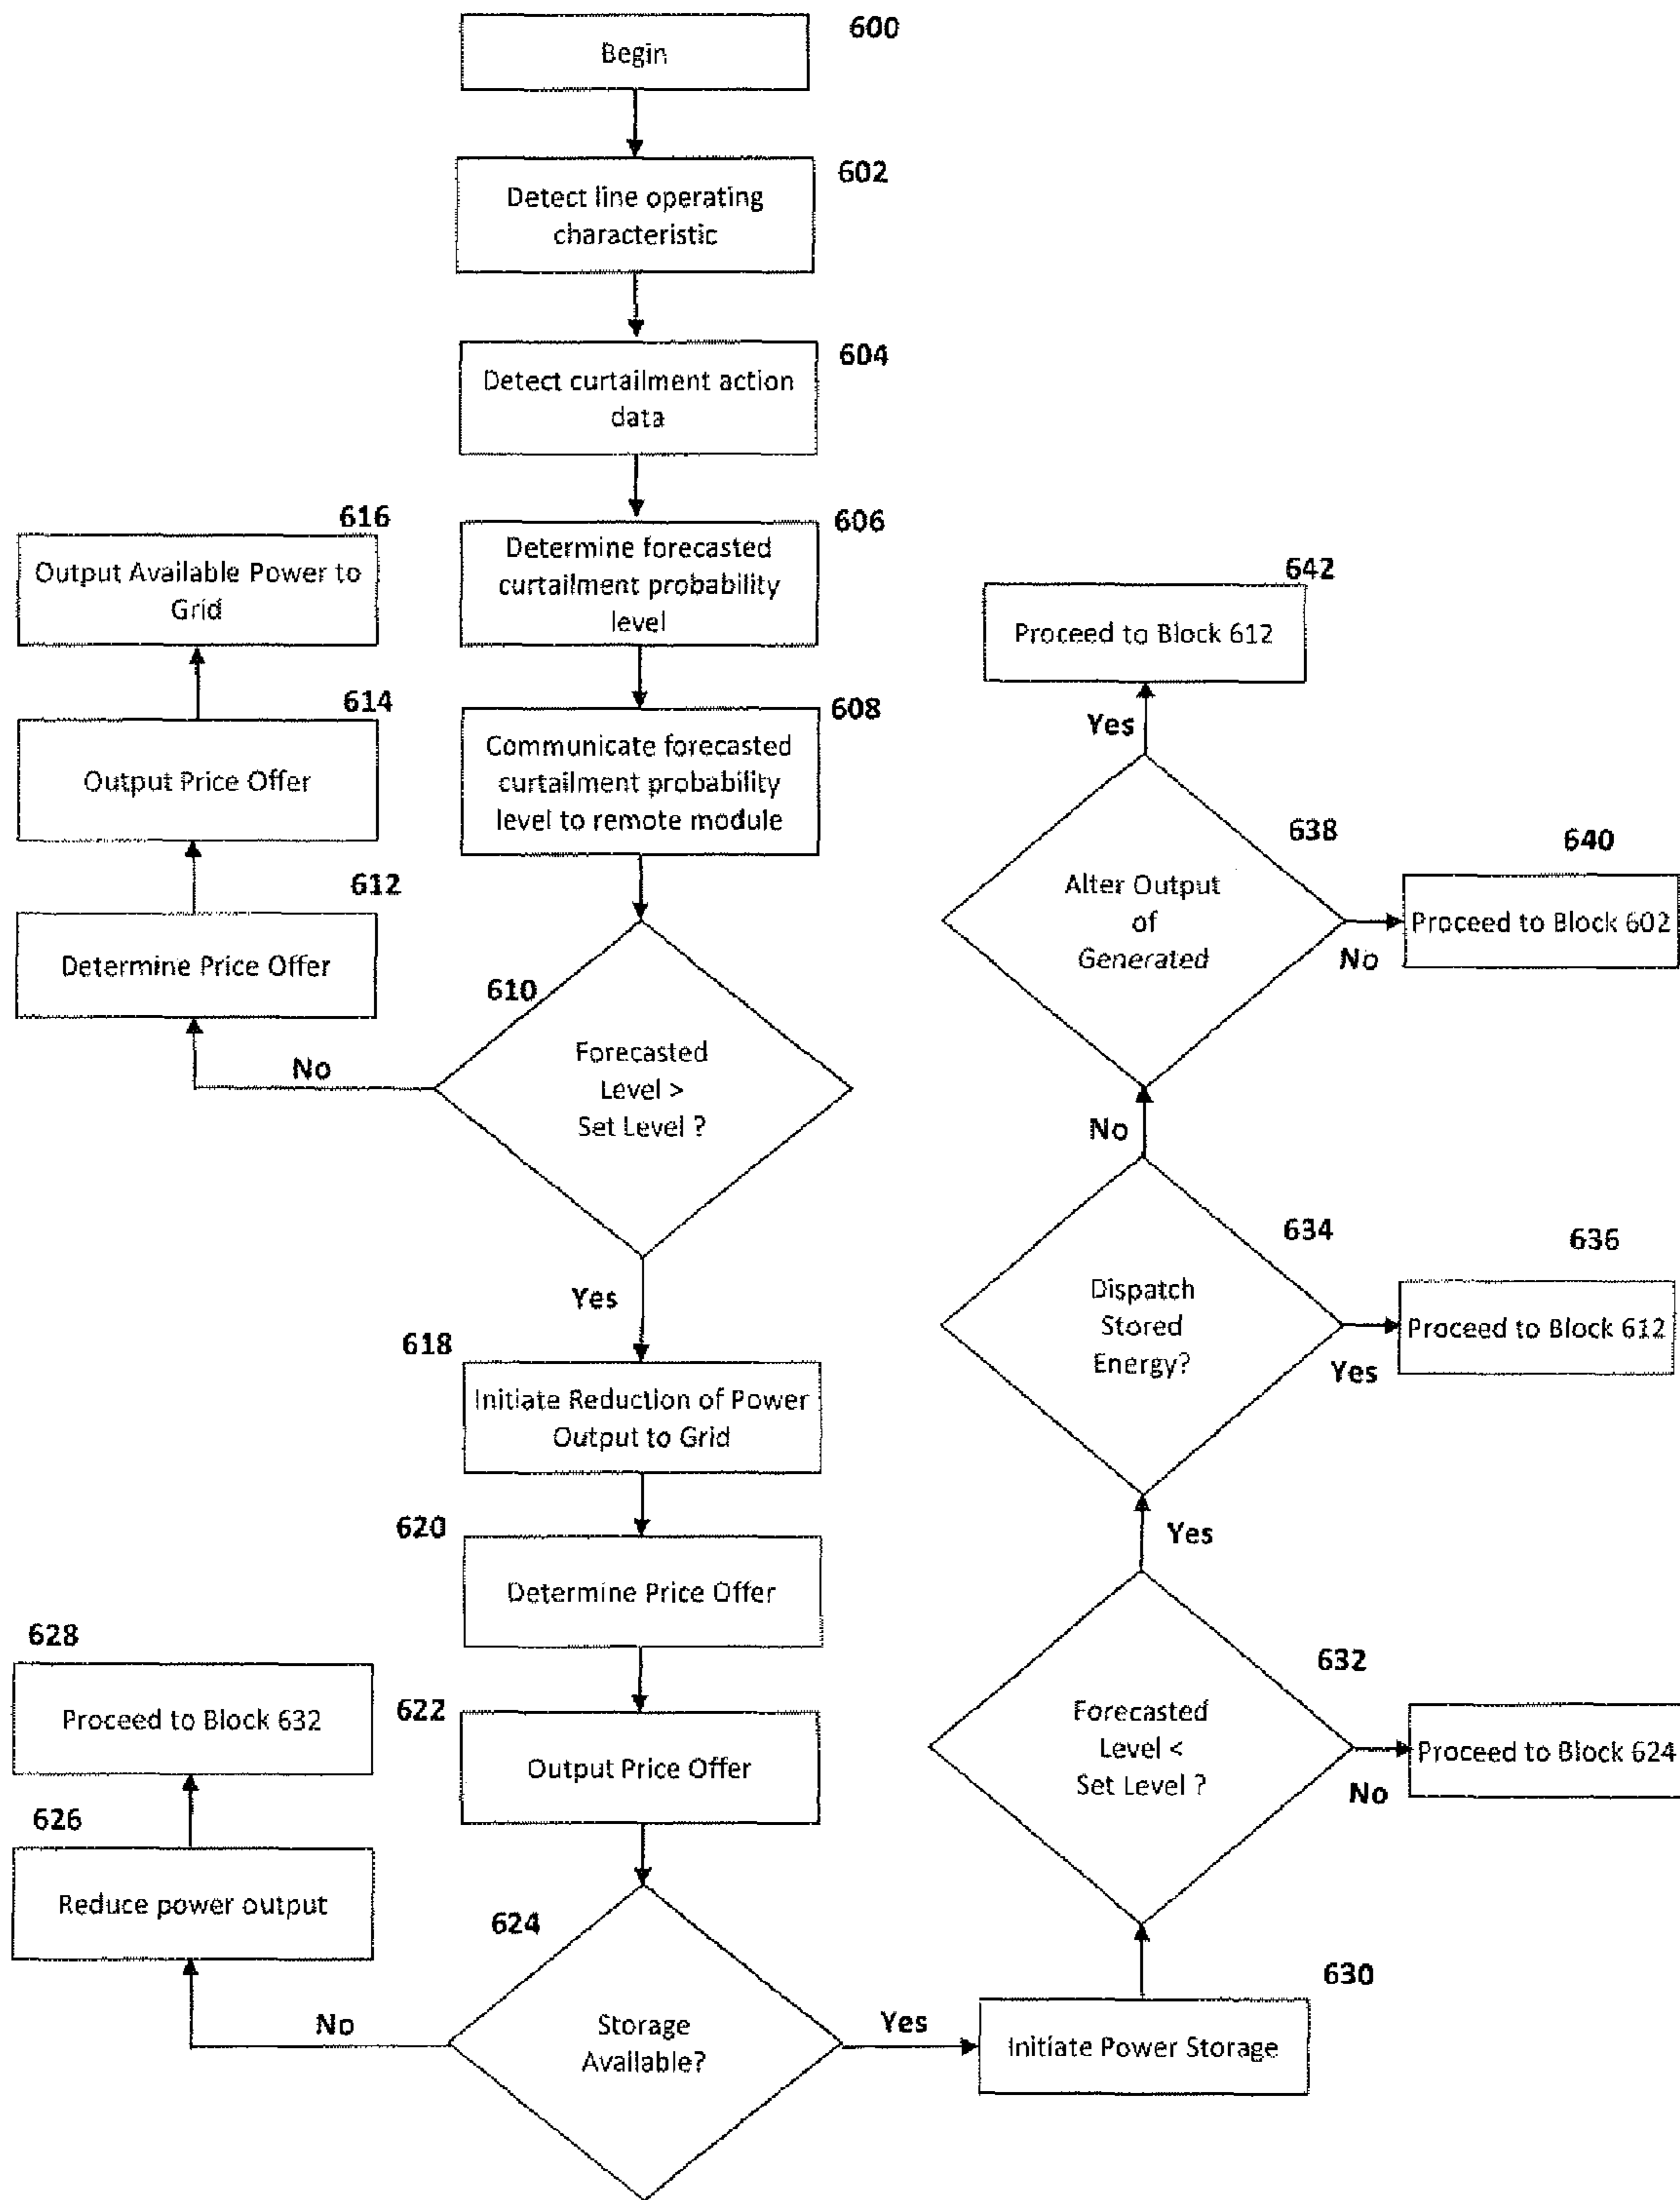 600
Begin
602
Detect line operating
characteristic
604
Detect curtailment action
data
606
Determine forecasted
curtailment probability
level
608
Communicate forecasted
curtailment probability
level to remote module
610
Forecasted
Level >
Set Level ?
No
612
Determine Price Offer
614
Output Price Offer
616
Output Available Power to
Grid
Yes
618
Initiate Reduction of Power
Output to Grid
620
Determine Price Offer
622
Output Price Offer
624
Storage
Available?
No
626
Reduce power output
628
Proceed to Block 632
Yes
630
Initiate Power Storage
632
Forecasted
Level <
Set Level ?
No
Proceed to Block 624
Yes
634
Dispatch
Stored
Energy?
Yes
636
Proceed to Block 612
No
638
Alter Output
of
Generated
No
640
Proceed to Block 602
Yes
642
Proceed to Block 612